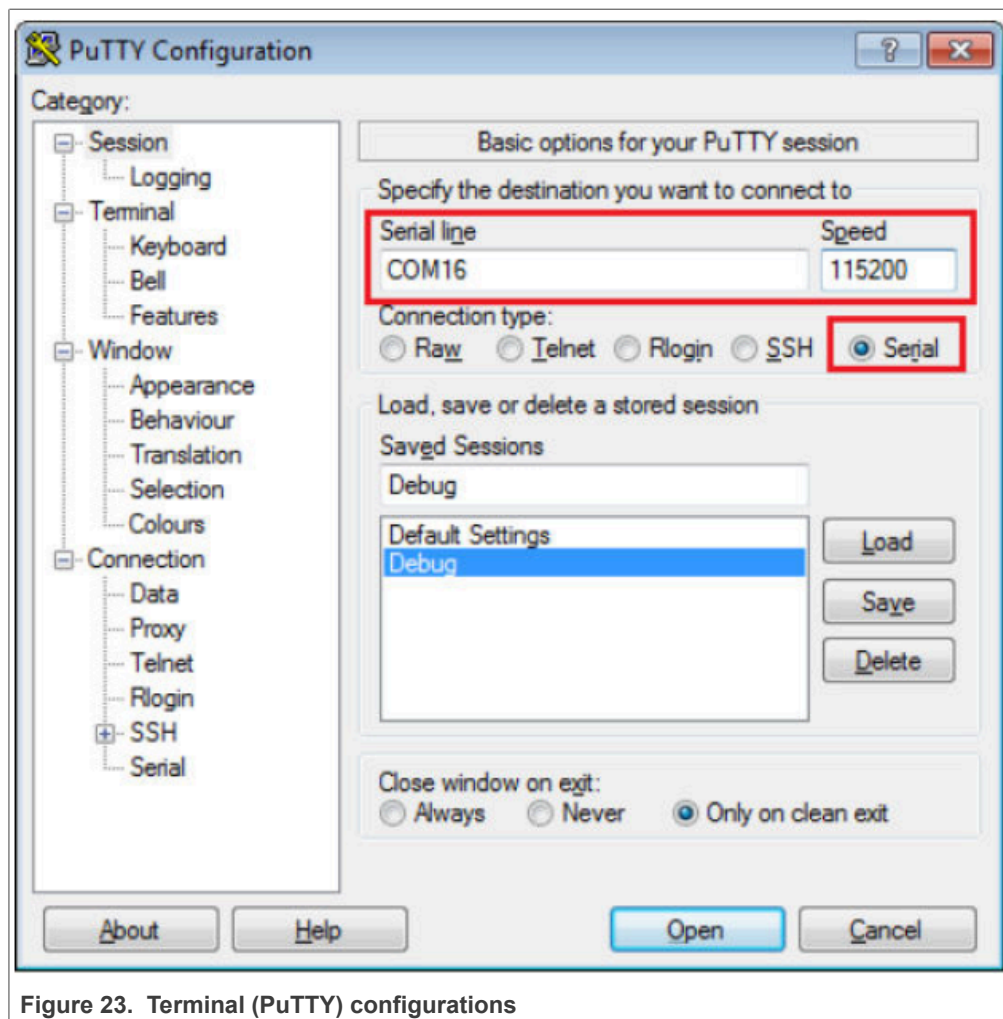 PuTTY Configuration
Category:
Session
Logging
Terminal
Keyboard
Bell
Features
Window
Appearance
Behaviour
Translation
Selection
Colours
Connection
Data
Proxy
Telnet
Rlogin
SSH
Serial
Basic options for your PuTTY session
Specify the destination you want to connect to
Serial line Speed
COM16 115200
Connection type:
Raw Telnet Rlogin SSH Serial
Load, save or delete a stored session
Saved Sessions
Debug
Default Settings
Debug
Load
Save
Delete
Close window on exit:
Always Never Only on clean exit
About Help Open Cancel
Figure 23. Terminal (PuTTY) configurations